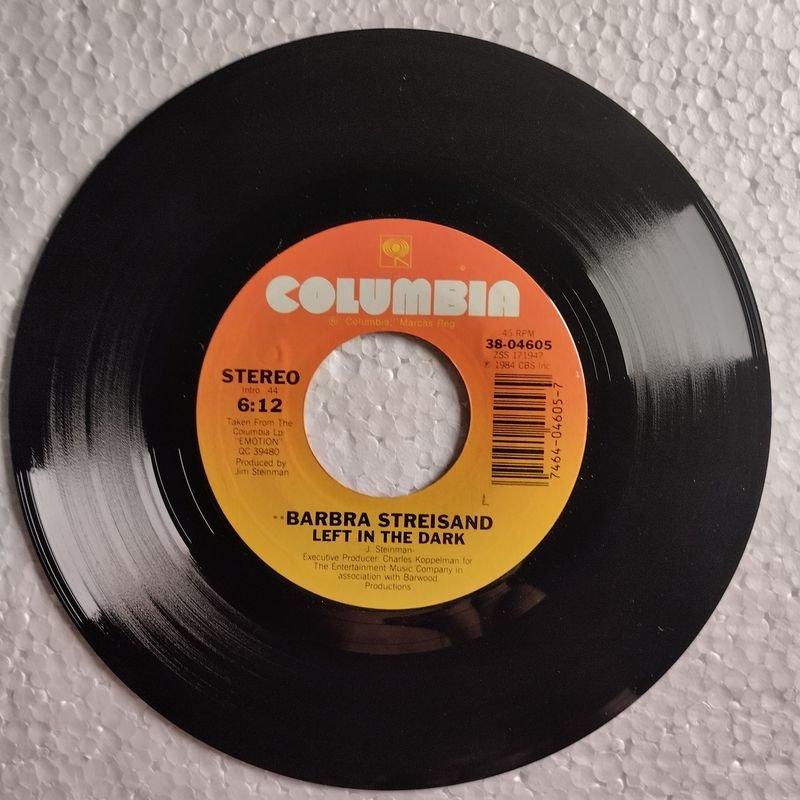 COLUMBIA
® "Columbia," Marcas Reg.
45 RPM
38-04605
ZSS 171947
℗ 1984 CBS Inc.
STEREO
Intro :44
6:12
Taken From The
Columbia Lp:
"EMOTION"
QC 39480
Produced by
Jim Steinman
7464-04605-7
L
BARBRA STREISAND
LEFT IN THE DARK
-J. Steinman-
Executive Producer: Charles Koppelman for
The Entertainment Music Company in
association with Barwood
Productions